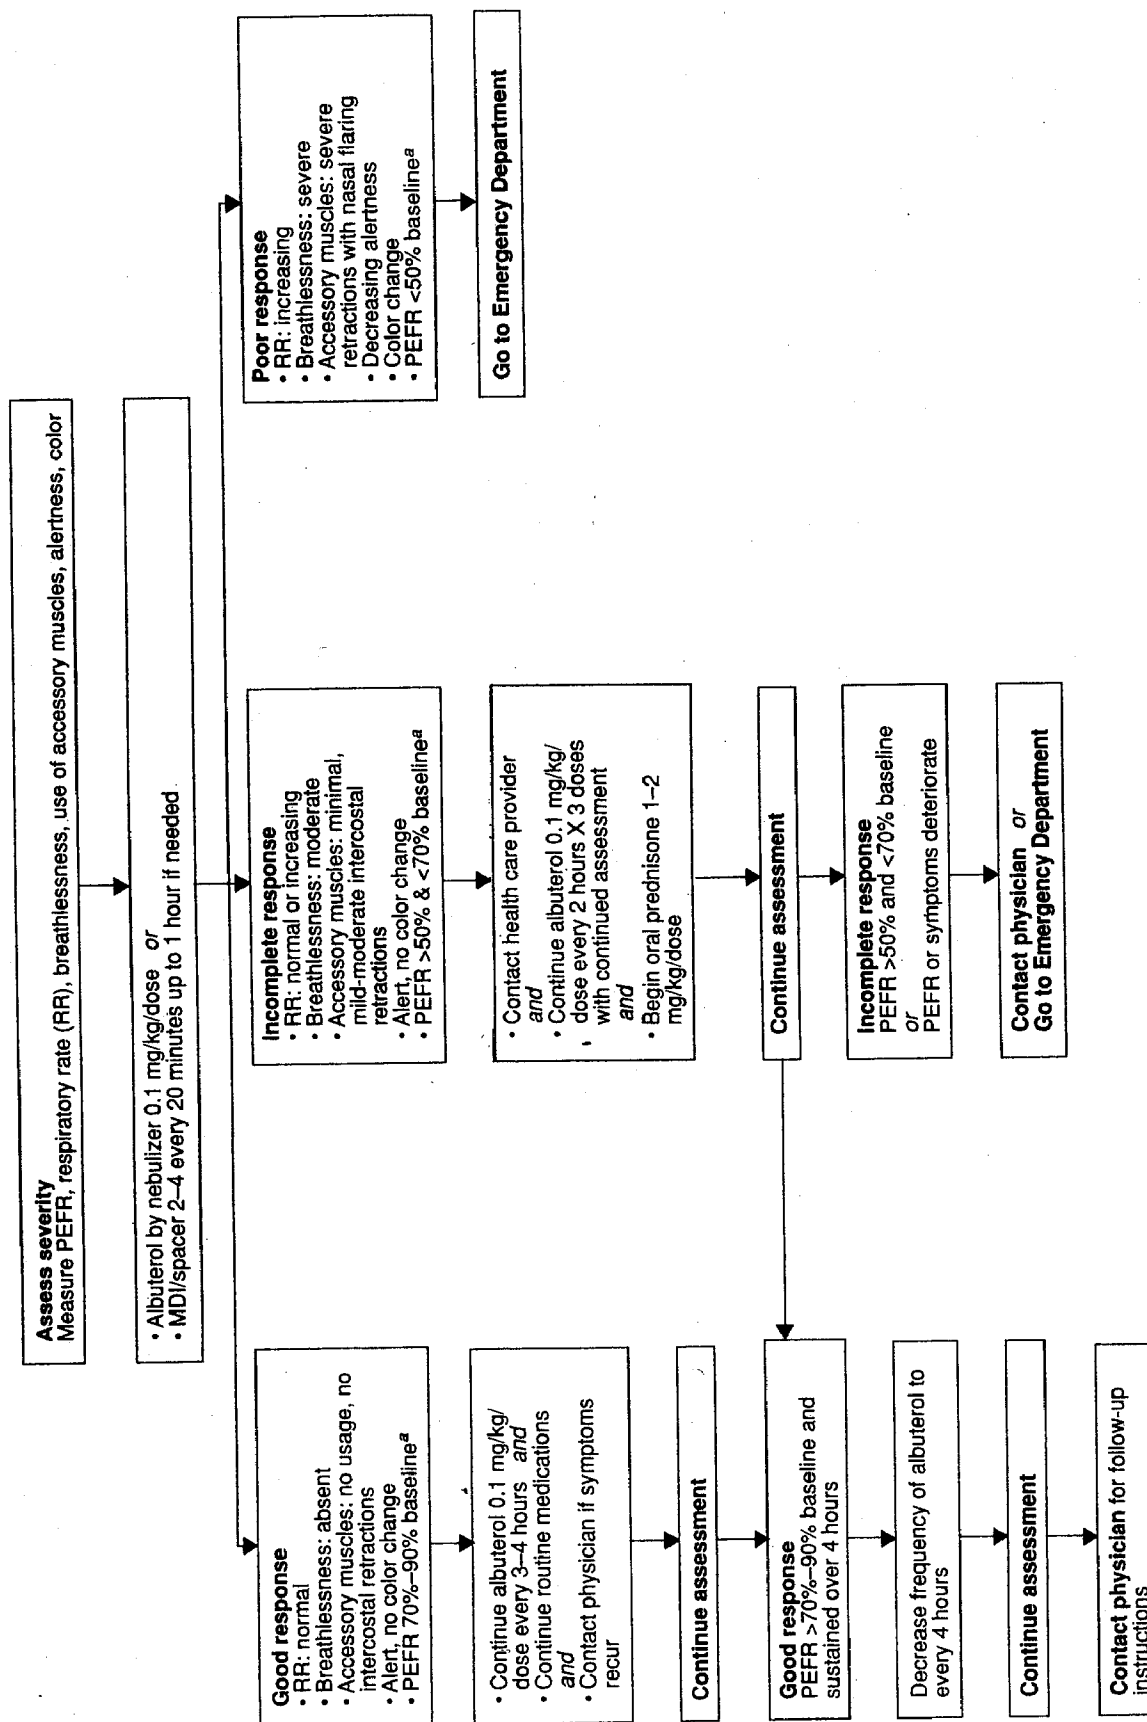 Assess severity
Measure PEFR, respiratory rate (RR), breathlessness, use of accessory muscles, alertness, color
• Albuterol by nebulizer 0.1 mg/kg/dose or
• MDI/spacer 2–4 every 20 minutes up to 1 hour if needed
Good response
• RR: normal
• Breathlessness: absent
• Accessory muscles: no usage, no
intercostal retractions
• Alert, no color change
• PEFR 70%–90% baselineᵃ
• Continue albuterol 0.1 mg/kg/
dose every 3–4 hours and
• Continue routine medications
and
• Contact physician if symptoms
recur
Continue assessment
Good response
PEFR >70%–90% baseline and
sustained over 4 hours
Decrease frequency of albuterol to
every 4 hours
Continue assessment
Contact physician for follow-up
instructions
Incomplete response
• RR: normal or increasing
• Breathlessness: moderate
• Accessory muscles: minimal,
mild-moderate intercostal
retractions
• Alert, no color change
• PEFR >50% & <70% baselineᵃ
• Contact health care provider
and
• Continue albuterol 0.1 mg/kg/
dose every 2 hours X 3 doses
with continued assessment
and
• Begin oral prednisone 1–2
mg/kg/dose
Continue assessment
Incomplete response
PEFR >50% and <70% baseline
or
PEFR or symptoms deteriorate
Contact physician or
Go to Emergency Department
Poor response
• RR: increasing
• Breathlessness: severe
• Accessory muscles: severe
retractions with nasal flaring
• Decreasing alertness
• Color change
• PEFR <50% baselineᵃ
Go to Emergency Department